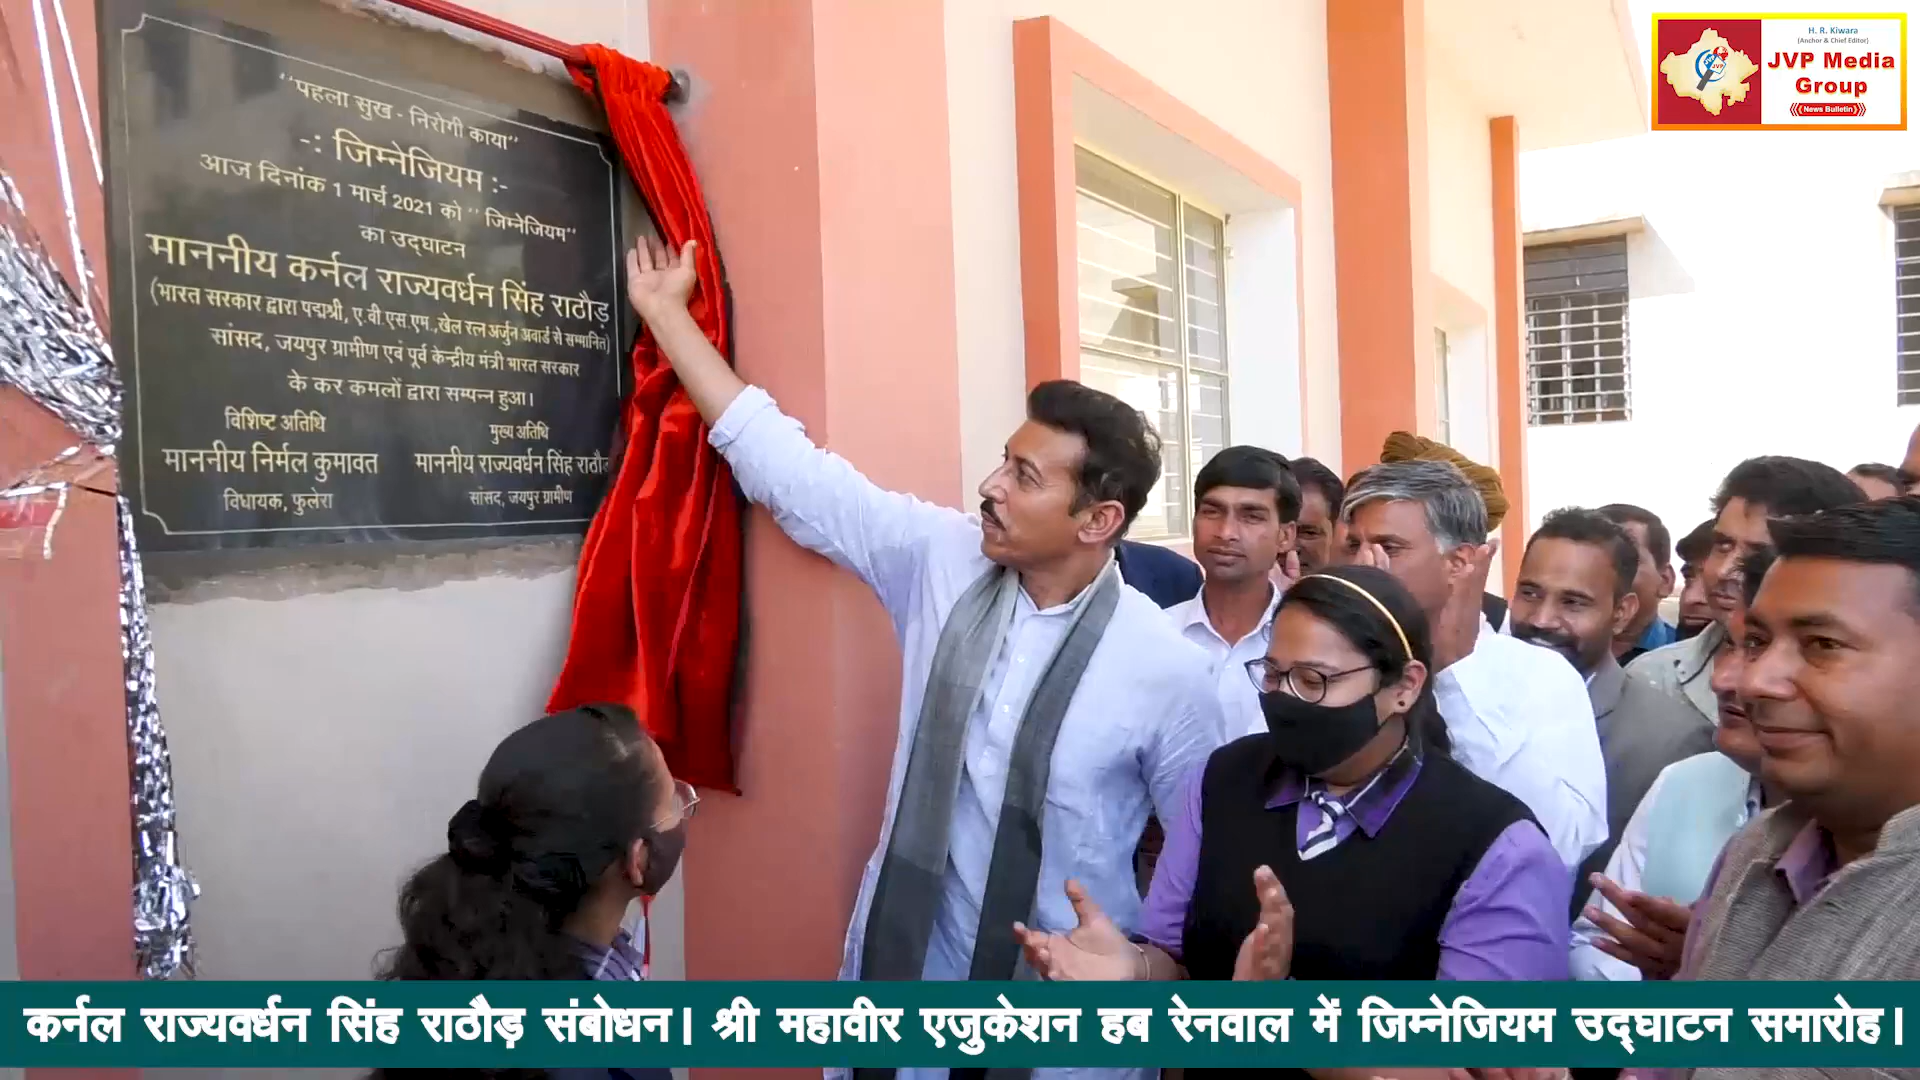 "पहला सुख - निरोगी काया"
-: जिम्नेजियम :-
आज दिनांक 1 मार्च 2021 को "जिम्नेजियम"
का उद्घाटन
माननीय कर्नल राज्यवर्धन सिंह राठौड़
(भारत सरकार द्वारा पद्मश्री, ए.वी.एस.एम.,खेल रत्न अर्जुन अवार्ड से सम्मानित)
सांसद, जयपुर ग्रामीण एवं पूर्व केन्द्रीय मंत्री भारत सरकार
के कर कमलों द्वारा सम्पन्न हुआ।
विशिष्ट अतिथि
माननीय निर्मल कुमावत
विधायक, फुलेरा
मुख्य अतिथि
माननीय राज्यवर्धन सिंह राठौड़
सांसद, जयपुर ग्रामीण
H. R. Kiwara
(Anchor & Chief Editor)
JVP Media
Group
News Bulletin
JVP
कर्नल राज्यवर्धन सिंह राठौड़ संबोधन| श्री महावीर एजुकेशन हब रेनवाल में जिम्नेजियम उद्घाटन समारोह|